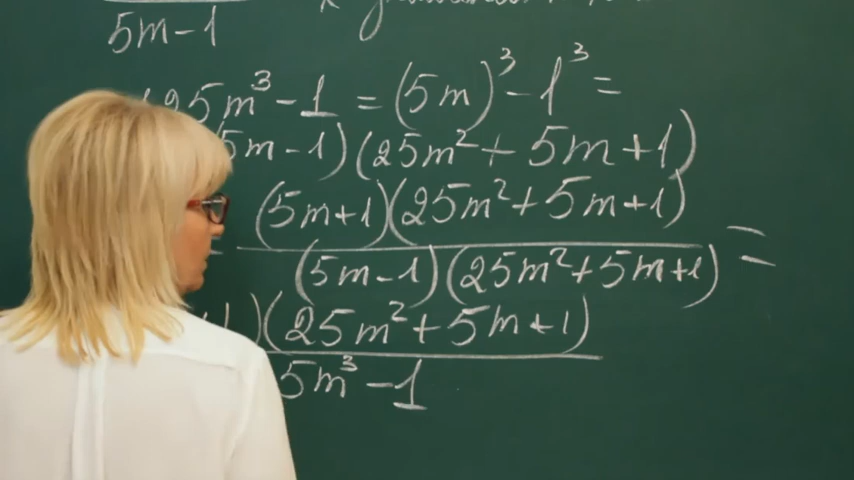 5m-1
125m³ - 1 = (5m)³ - 1³ =
(5m - 1)(25m² + 5m + 1)
(5m+1)(25m² + 5m + 1)
=
(5m - 1)(25m² + 5m + 1)
)(25m² + 5m + 1)
5m³ - 1